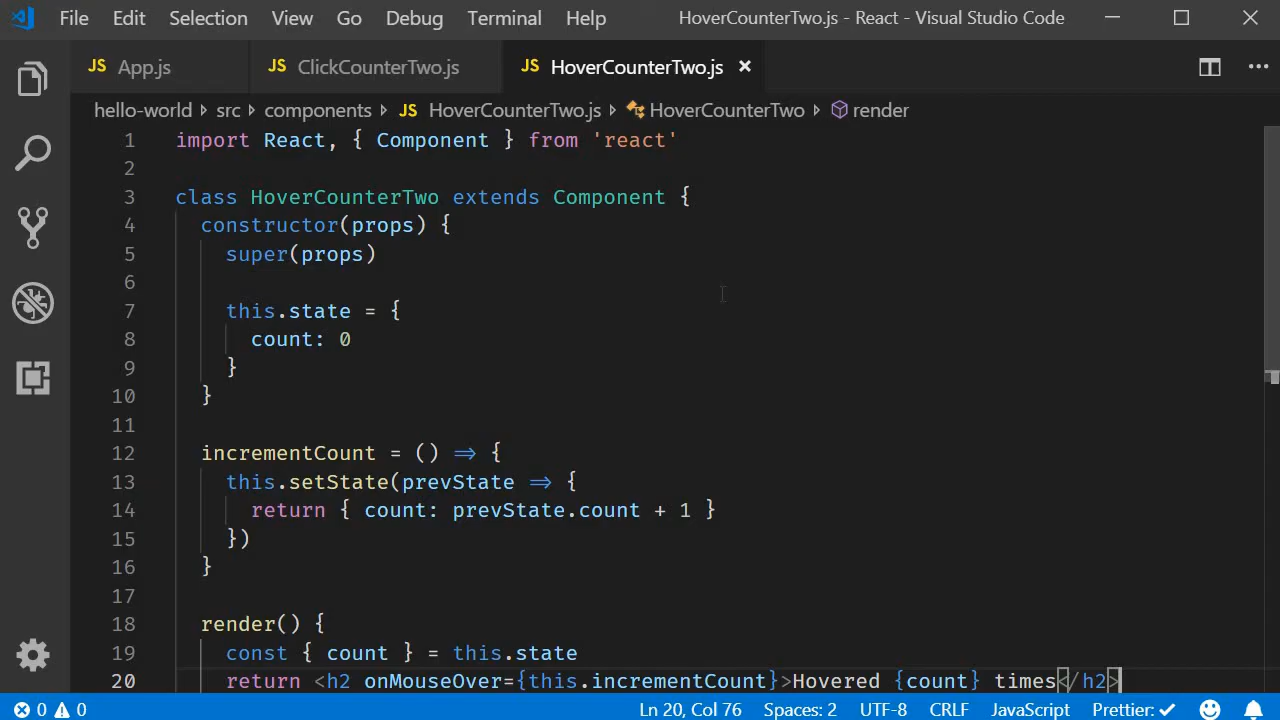 File Edit Selection View Go Debug Terminal Help HoverCounterTwo.js - React - Visual Studio Code
JS App.js JS ClickCounterTwo.js JS HoverCounterTwo.js ×
hello-world > src > components > JS HoverCounterTwo.js > HoverCounterTwo > render
1 import React, { Component } from 'react'
2
3 class HoverCounterTwo extends Component {
4 constructor(props) {
5 super(props)
6
7 this.state = {
8 count: 0
9 }
10 }
11
12 incrementCount = () => {
13 this.setState(prevState => {
14 return { count: prevState.count + 1 }
15 })
16 }
17
18 render() {
19 const { count } = this.state
20 return <h2 onMouseOver={this.incrementCount}>Hovered {count} times</h2>
0 0 Ln 20, Col 76 Spaces: 2 UTF-8 CRLF JavaScript Prettier: ✓